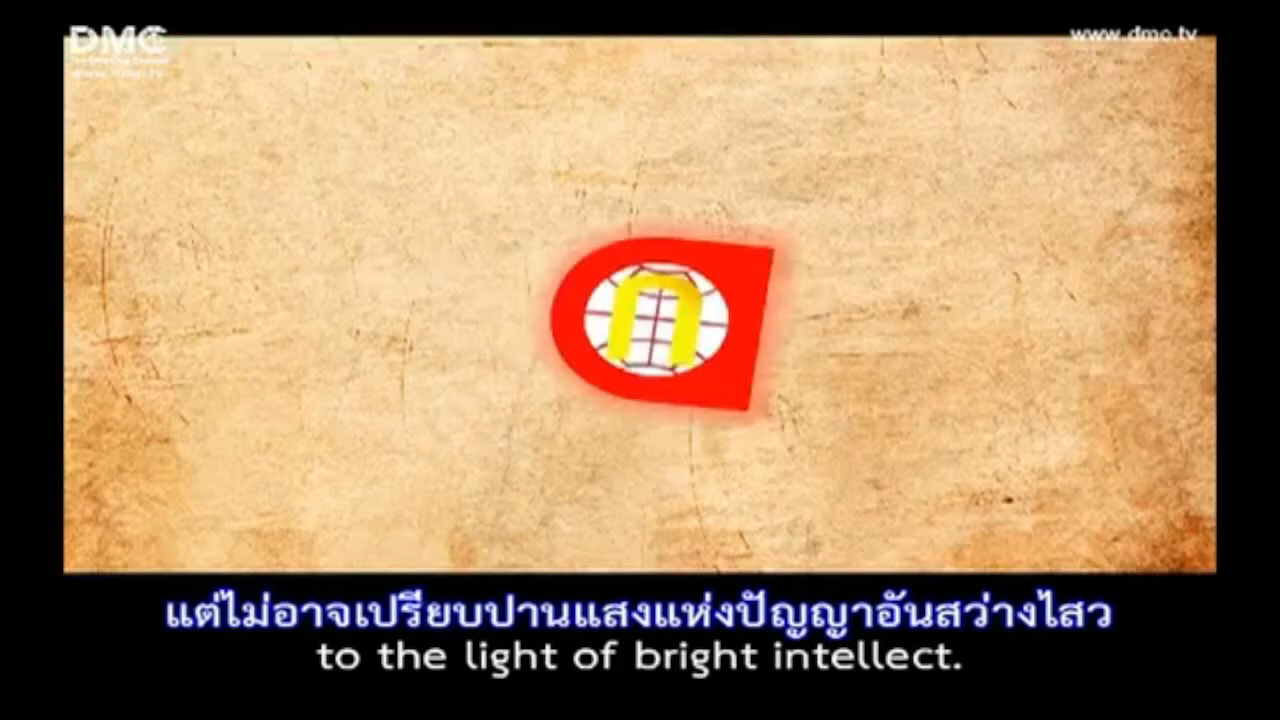 DMC
www.dmc.tv
แต่ไม่อาจเปรียบปานแสงแห่งปัญญาอันสว่างไสว
to the light of bright intellect.